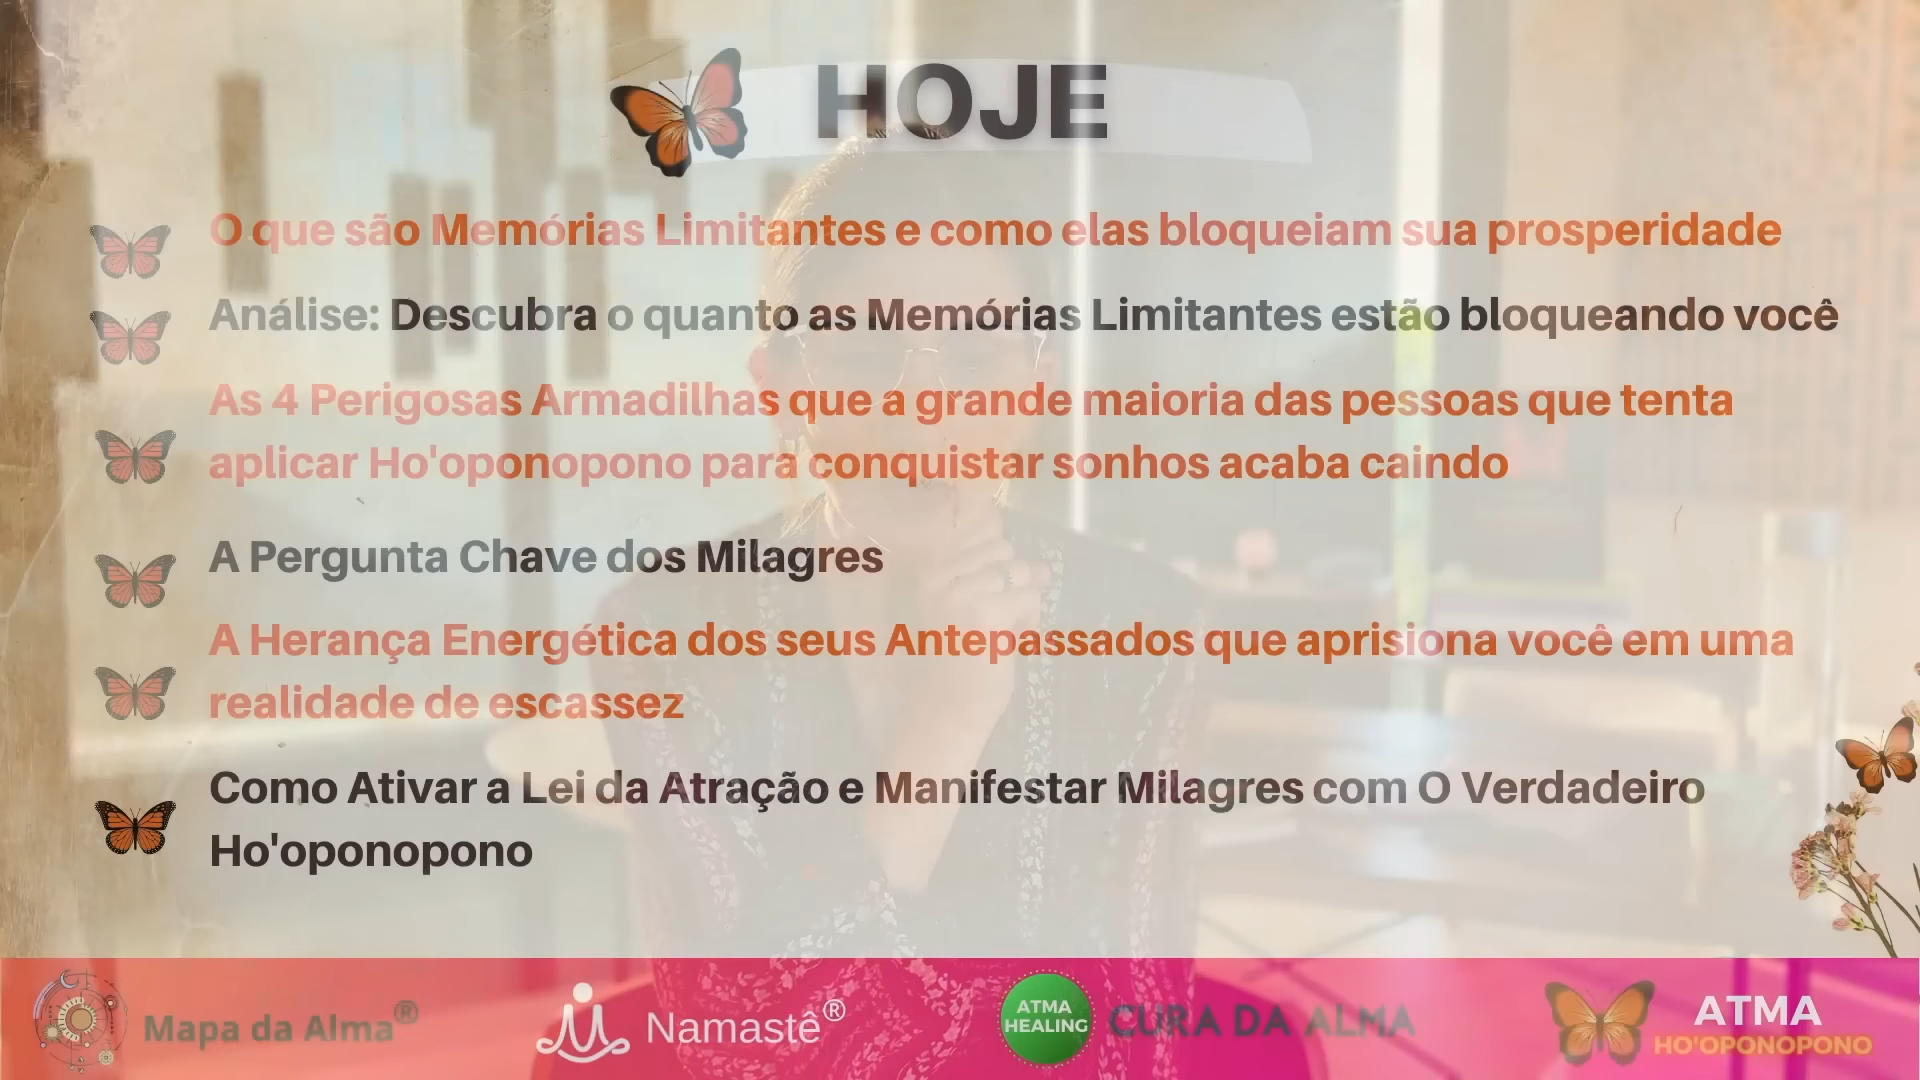 HOJE
O que são Memórias Limitantes e como elas bloqueiam sua prosperidade
Análise: Descubra o quanto as Memórias Limitantes estão bloqueando você
As 4 Perigosas Armadilhas que a grande maioria das pessoas que tenta
aplicar Ho'oponopono para conquistar sonhos acaba caindo
A Pergunta Chave dos Milagres
A Herança Energética dos seus Antepassados que aprisiona você em uma
realidade de escassez
Como Ativar a Lei da Atração e Manifestar Milagres com O Verdadeiro
Ho'oponopono
Mapa da Alma®
Namastê®
ATMA
HEALING
CURA DA ALMA
ATMA
HO'OPONOPONO